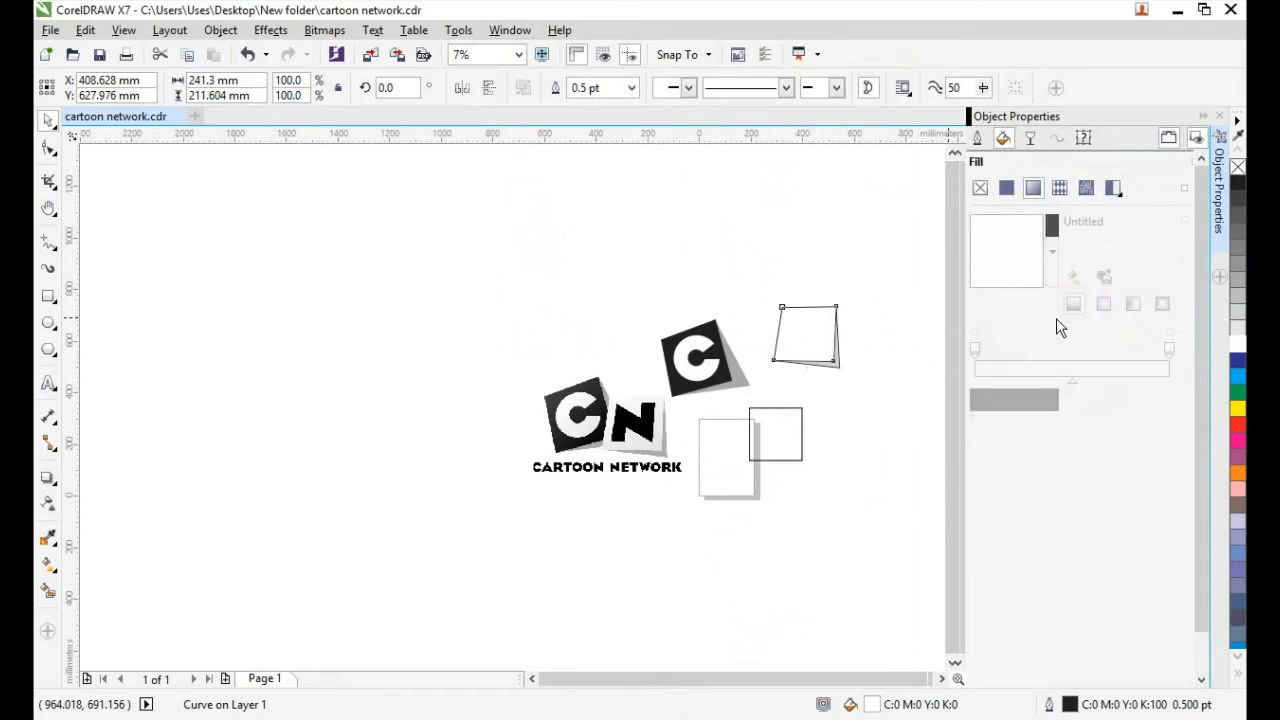 CorelDRAW X7 - C:\Users\Uses\Desktop\New folder\cartoon network.cdr
File Edit View Layout Object Effects Bitmaps Text Table Tools Window Help
7% Snap To
X: 408.628 mm 241.3 mm 100.0 % 0.0 ° 0.5 pt 50
Y: 627.976 mm 211.604 mm 100.0 %
cartoon network.cdr
Object Properties
2200 2000 1800 1600 1400 1200 1000 800 600 400 200 0 200 400 600 800 millimeters
Fill
Untitled
Object Properties
C
C N
CARTOON NETWORK
millimeters
1 of 1 Page 1
( 964.018, 691.156 ) Curve on Layer 1 C:0 M:0 Y:0 K:0 C:0 M:0 Y:0 K:100 0.500 pt